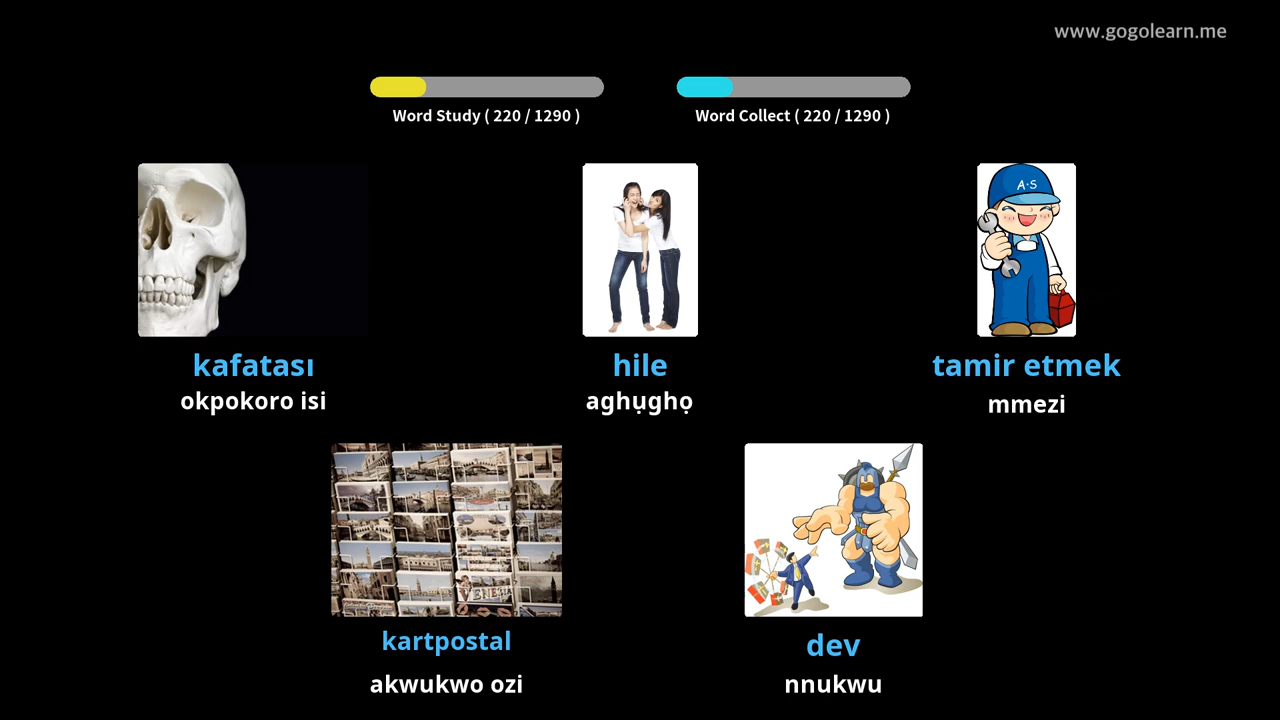 www.gogolearn.me
Word Study ( 220 / 1290 )
Word Collect ( 220 / 1290 )
A·S
kafatası
okpokoro isi
hile
aghụghọ
tamir etmek
mmezi
kartpostal
akwukwo ozi
dev
nnukwu